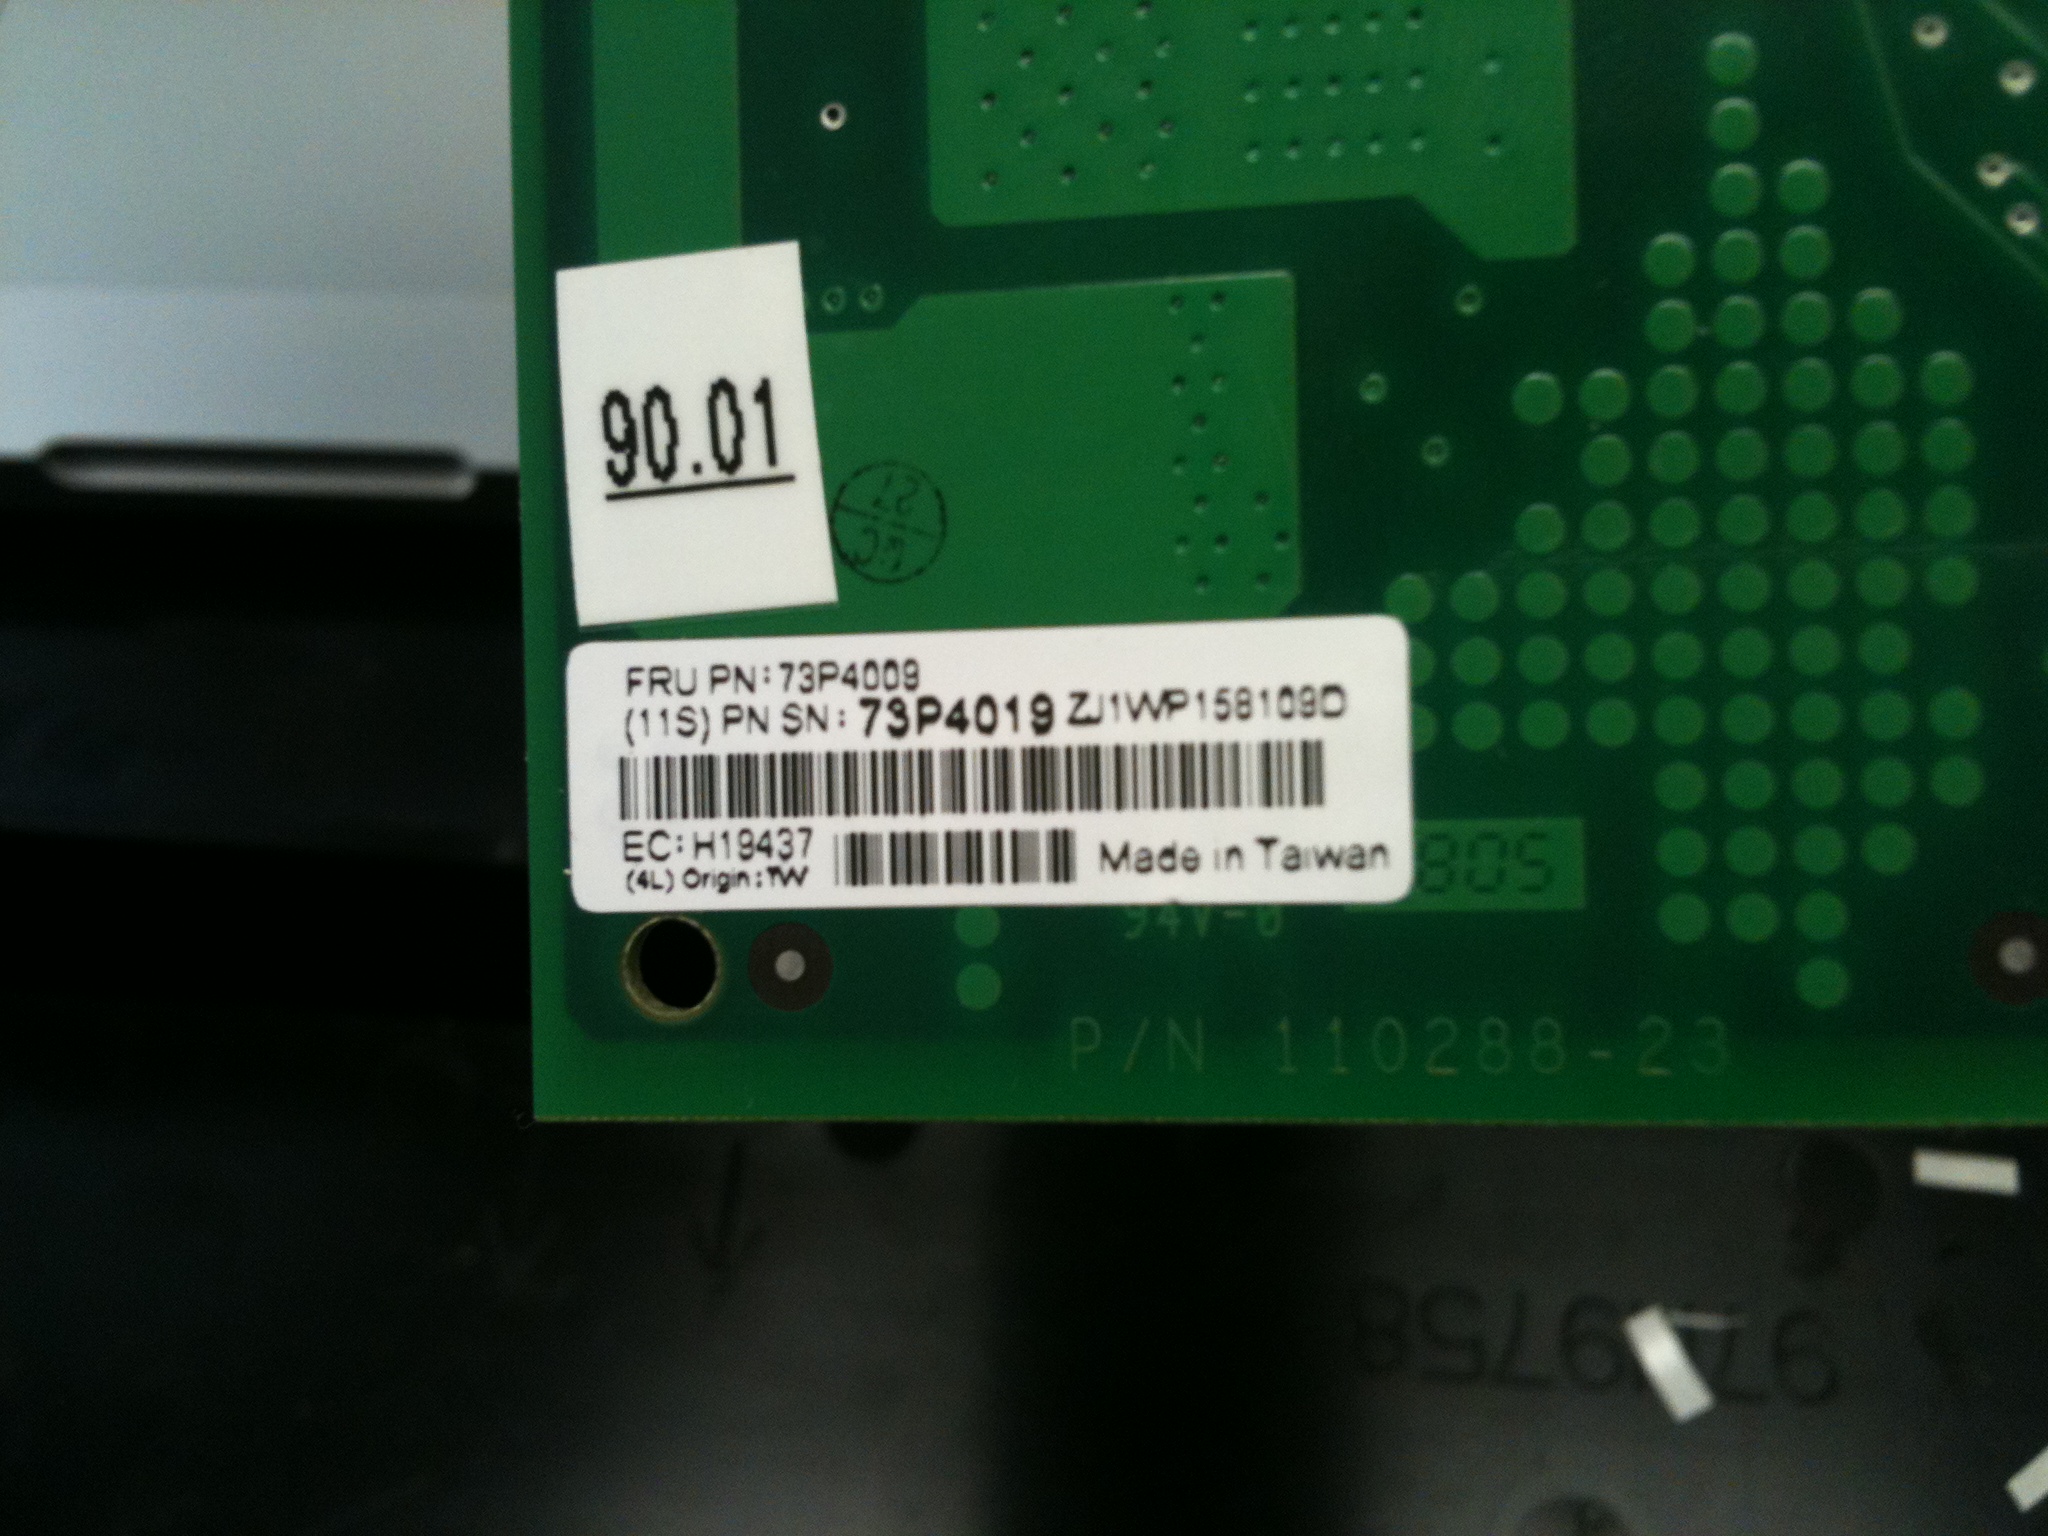 90.01
FRU PN: 73P4009
(11S) PN SN: 73P4019 ZJ1WP158109D
EC: H19437
(4L) Origin: TW
Made in Taiwan
805
94V-0
P/N 110288-23